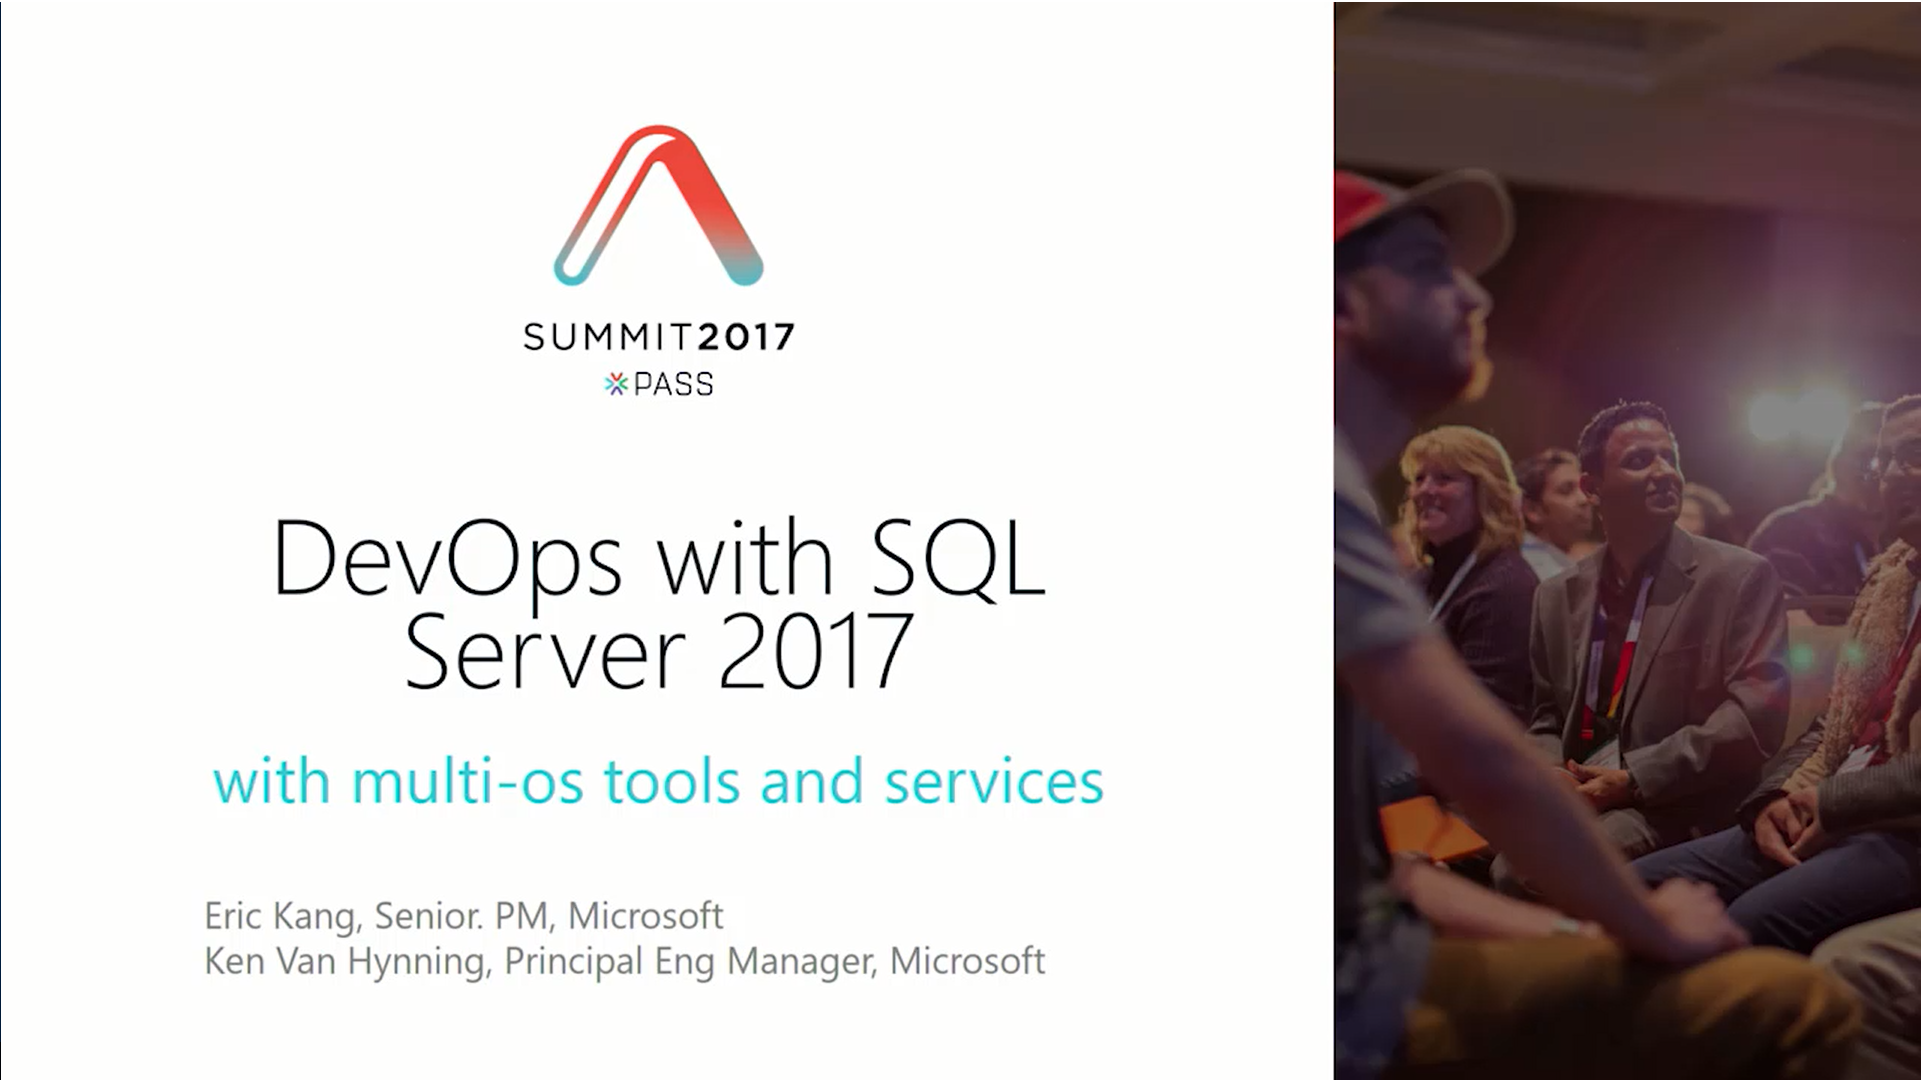 SUMMIT2017
PASS
DevOps with SQL
Server 2017
with multi-os tools and services
Eric Kang, Senior. PM, Microsoft
Ken Van Hynning, Principal Eng Manager, Microsoft